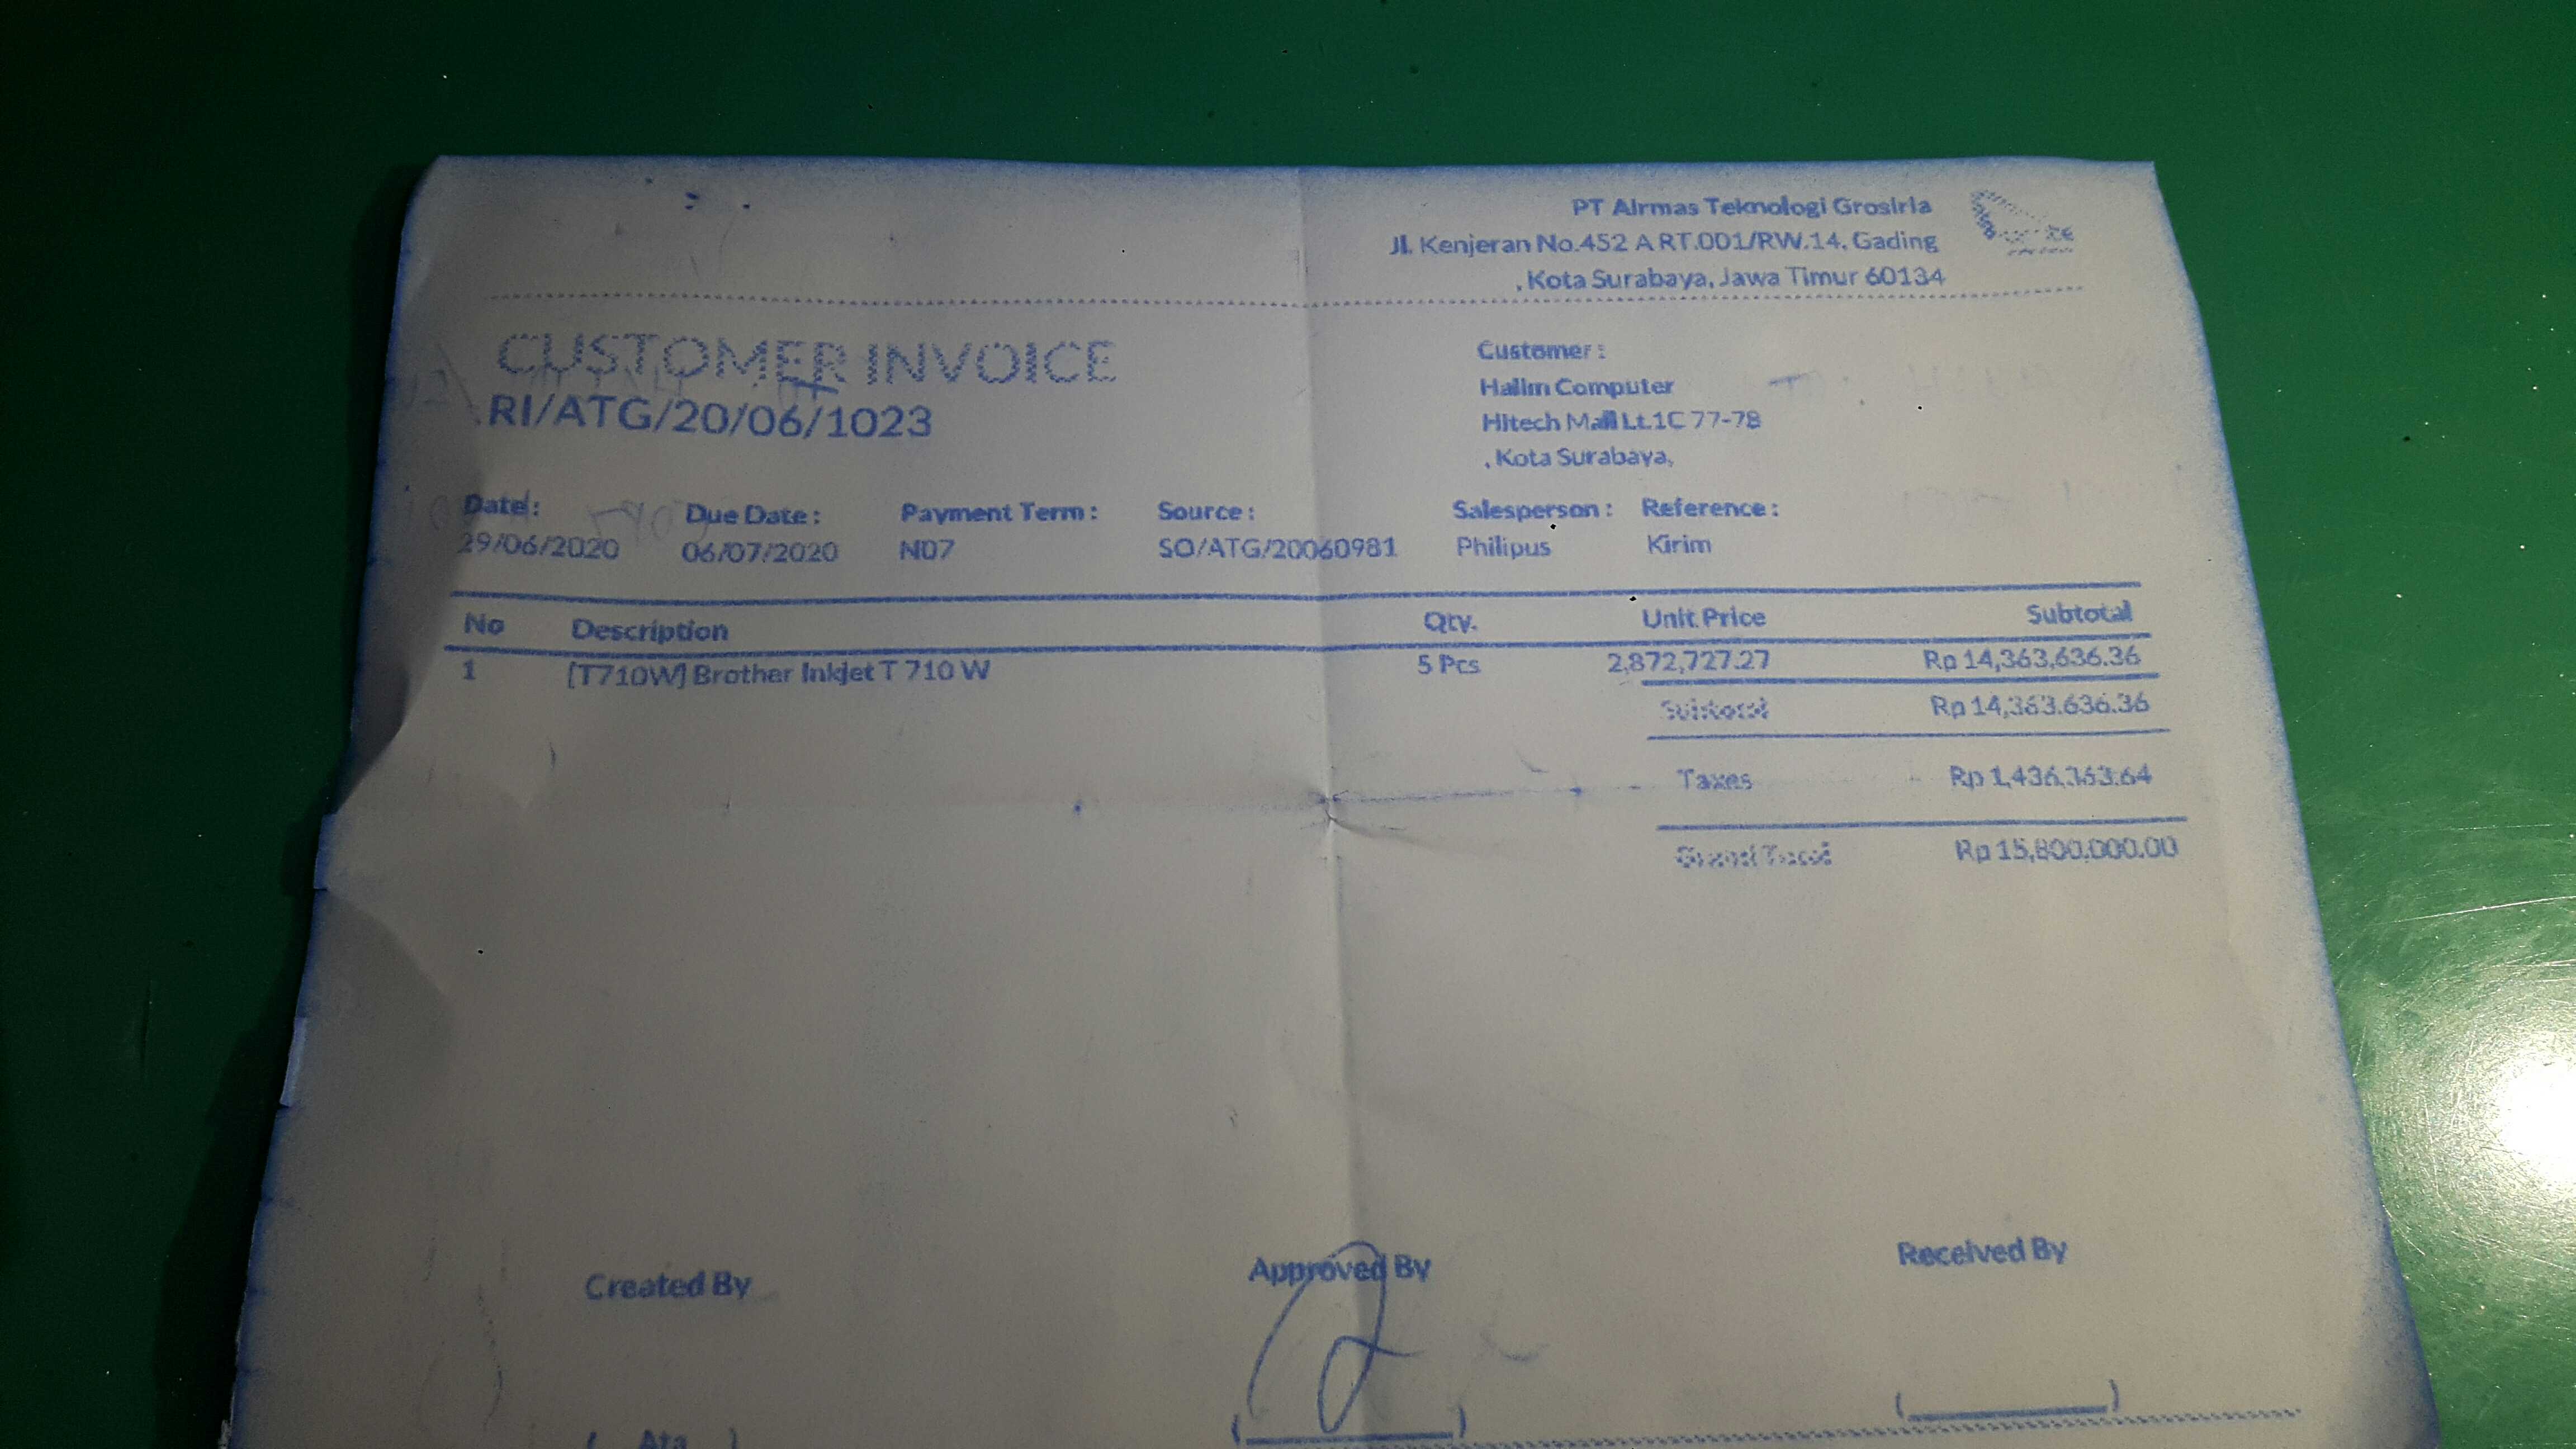 PT Airmas Teknologi Grosiria
Jl. Kenjeran No.452 A RT.001/RW.14. Gading
, Kota Surabaya, Jawa Timur 60134
CUSTOMER INVOICE
RI/ATG/20/06/1023
Customer :
Halim Computer
Hitech Mall Lt.1C 77-78
, Kota Surabaya,
Date: Due Date : Payment Term : Source : Salesperson : Reference :
29/06/2020 06/07/2020 N07 SO/ATG/20060981 Philipus Kirim
No Description Qty. Unit Price Subtotal
1 [T710W] Brother Inkjet T 710 W 5 Pcs 2,872,727.27 Rp 14,363,636.36
Subtotal Rp 14,363,636.36
Taxes Rp 1,436,363.64
Grand Total Rp 15,800,000.00
Created By Approved By Received By
( Ata )